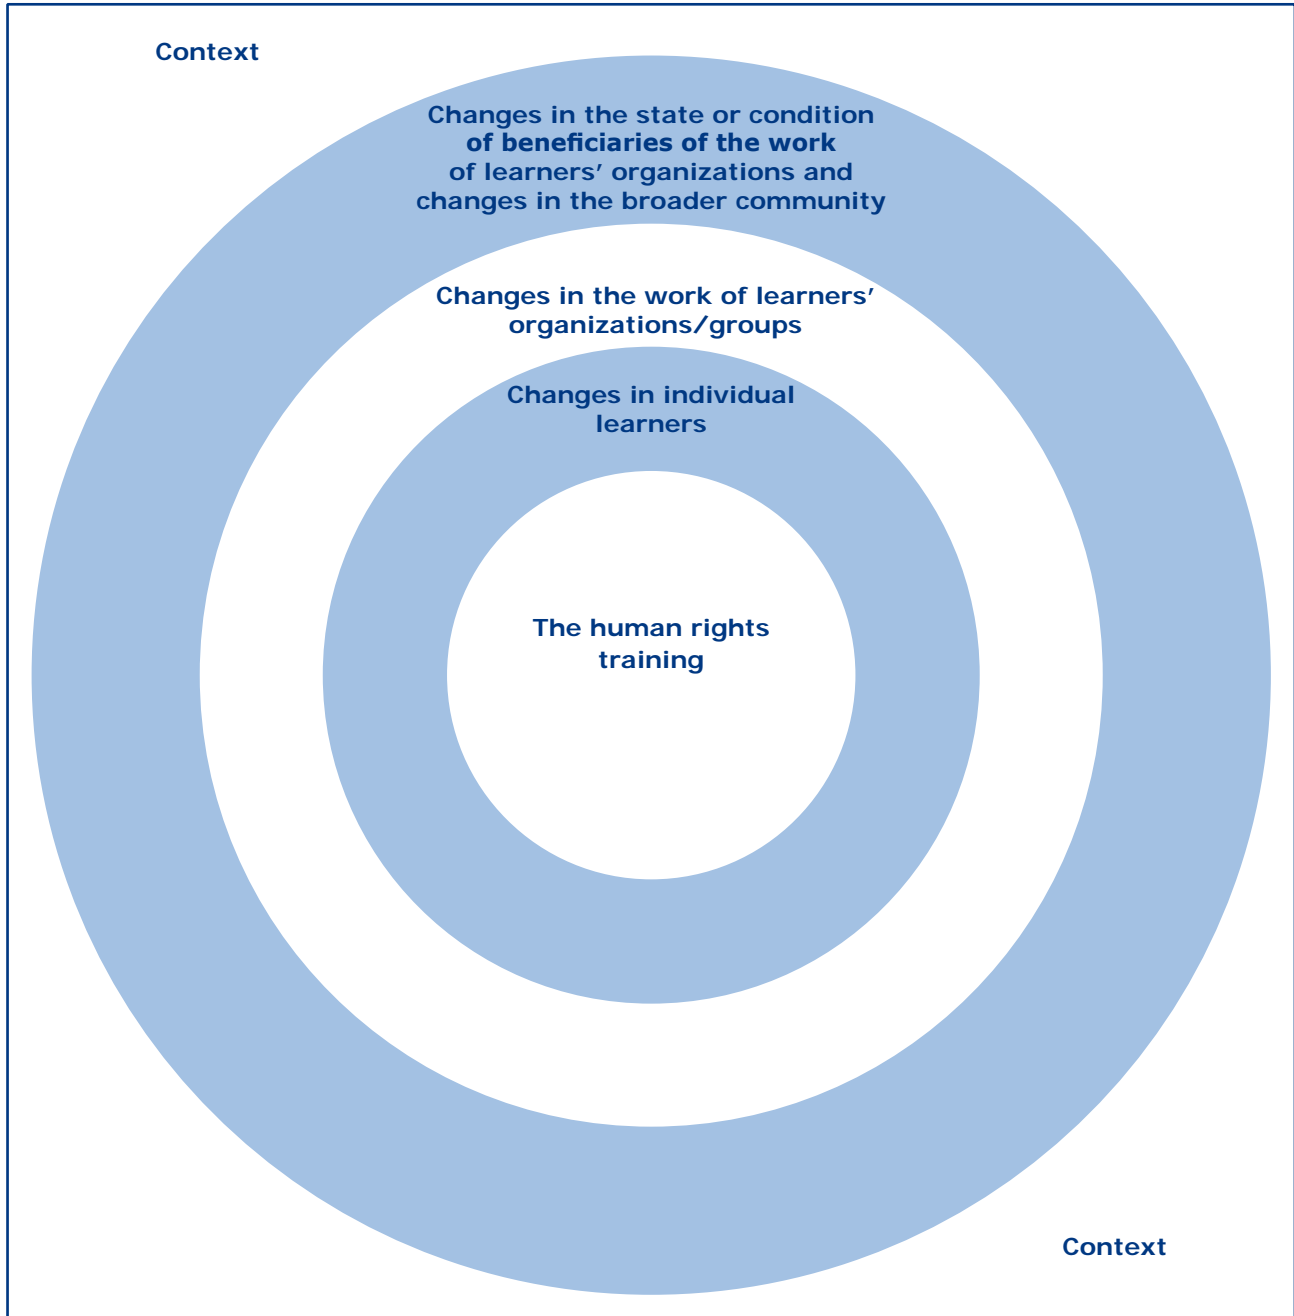 Context
Changes in the state or condition
of beneficiaries of the work
of learners’ organizations and
changes in the broader community
Changes in the work of learners’
organizations/groups
Changes in individual
learners
The human rights
training
Context